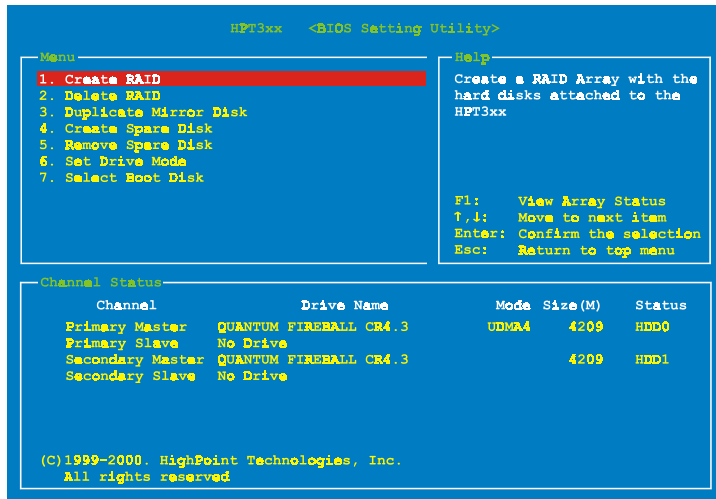 HPT3xx <BIOS Setting Utility>
Menu
1. Create RAID
2. Delete RAID
3. Duplicate Mirror Disk
4. Create Spare Disk
5. Remove Spare Disk
6. Set Drive Mode
7. Select Boot Disk
Help
Create a RAID Array with the
hard disks attached to the
HPT3xx
F1: View Array Status
↑,↓: Move to next item
Enter: Confirm the selection
Esc: Return to top menu
Channel Status
Channel Drive Name Mode Size(M) Status
Primary Master QUANTUM FIREBALL CR4.3 UDMA4 4209 HDD0
Primary Slave No Drive
Secondary Master QUANTUM FIREBALL CR4.3 4209 HDD1
Secondary Slave No Drive
(C)1999-2000. HighPoint Technologies, Inc.
All rights reserved